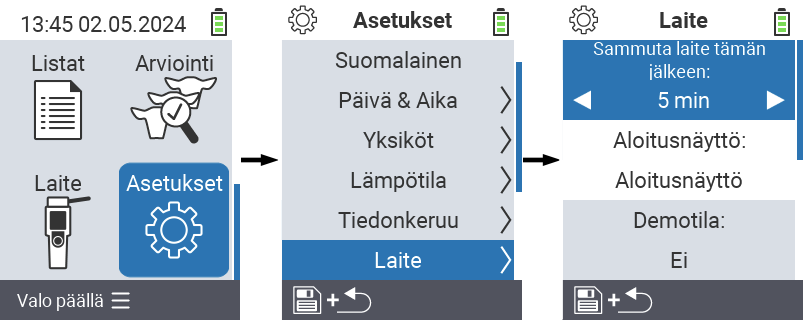 13:45 02.05.2024
Listat
Arviointi
Laite
Asetukset
Valo päällä
Asetukset
Suomalainen
Päivä & Aika
Yksiköt
Lämpötila
Tiedonkeruu
Laite
+
Laite
Sammuta laite tämän
jälkeen:
5 min
Aloitusnäyttö:
Aloitusnäyttö
Demotila:
Ei
+